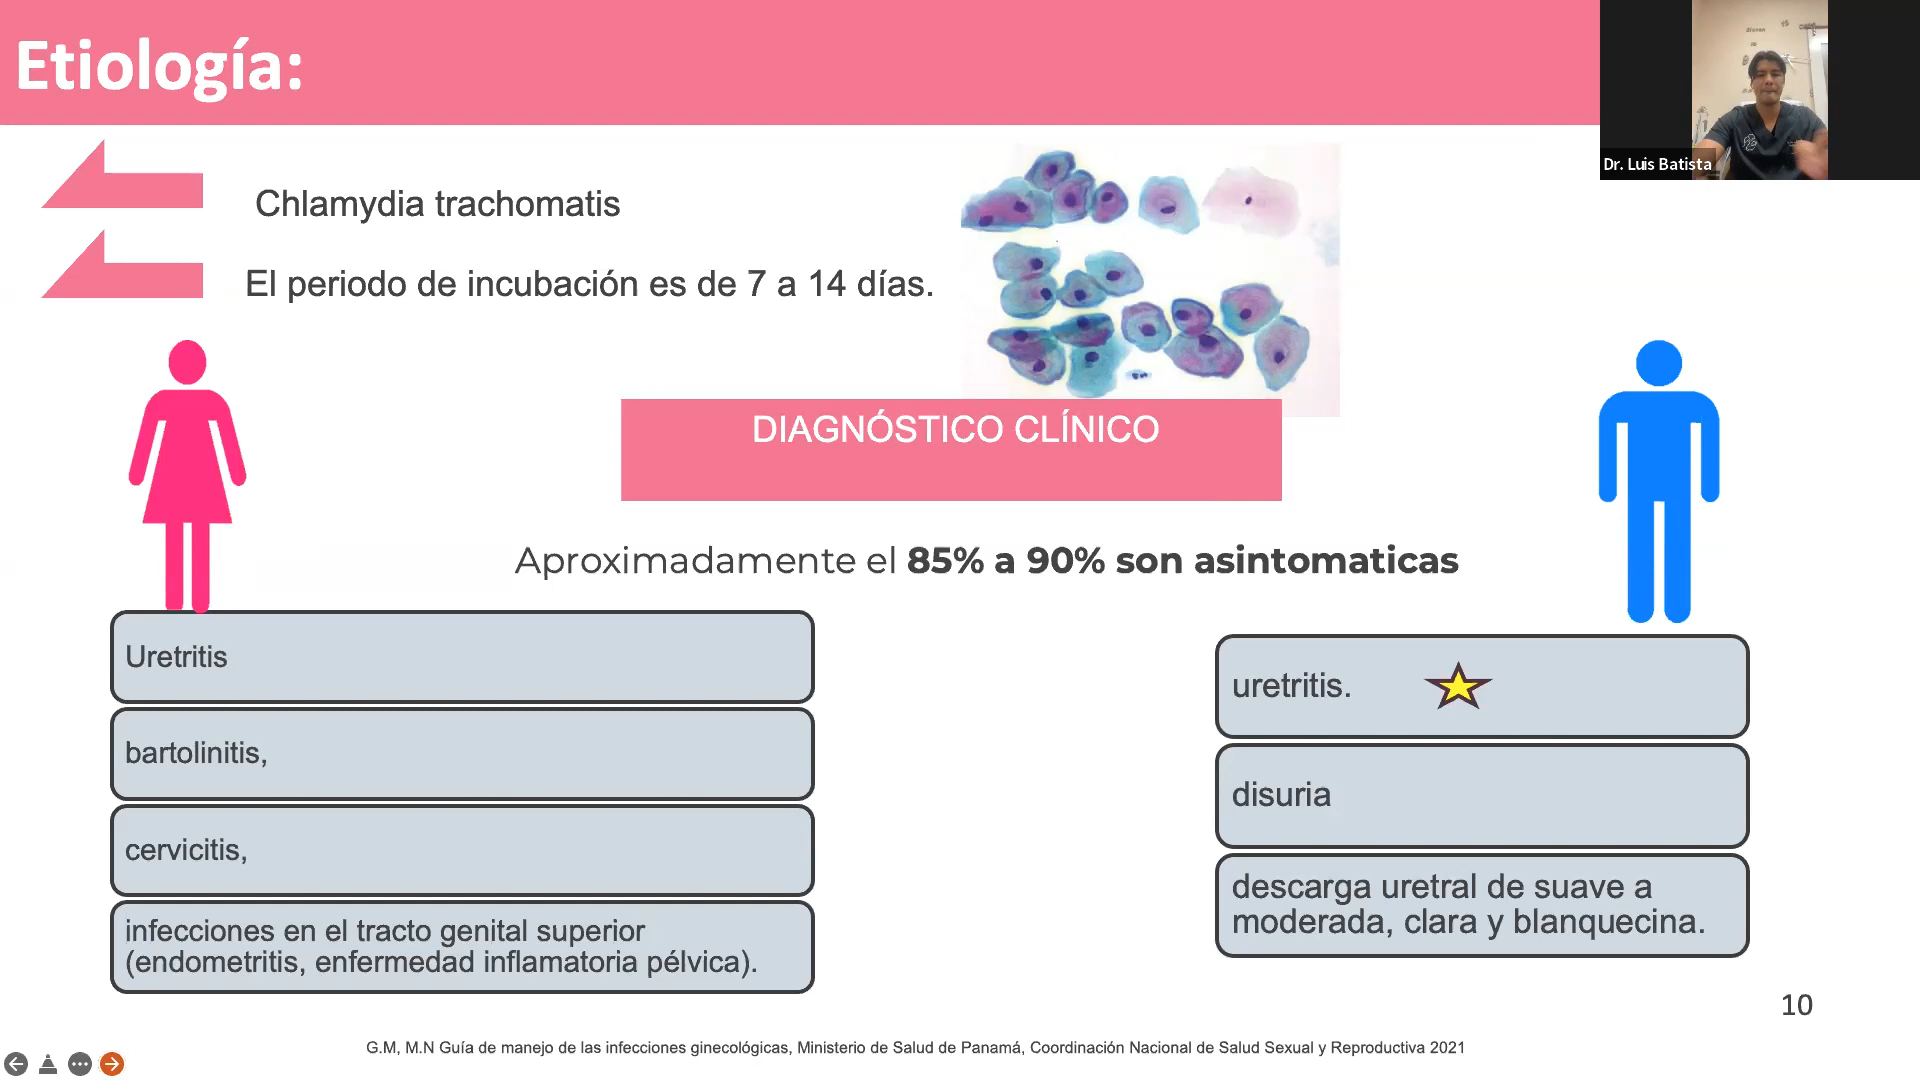 Etiología:
Dr. Luis Batista
Chlamydia trachomatis
El periodo de incubación es de 7 a 14 días.
DIAGNÓSTICO CLÍNICO
Aproximadamente el 85% a 90% son asintomaticas
Uretritis
bartolinitis,
cervicitis,
infecciones en el tracto genital superior
(endometritis, enfermedad inflamatoria pélvica).
uretritis.
disuria
descarga uretral de suave a
moderada, clara y blanquecina.
10
G.M, M.N Guía de manejo de las infecciones ginecológicas, Ministerio de Salud de Panamá, Coordinación Nacional de Salud Sexual y Reproductiva 2021